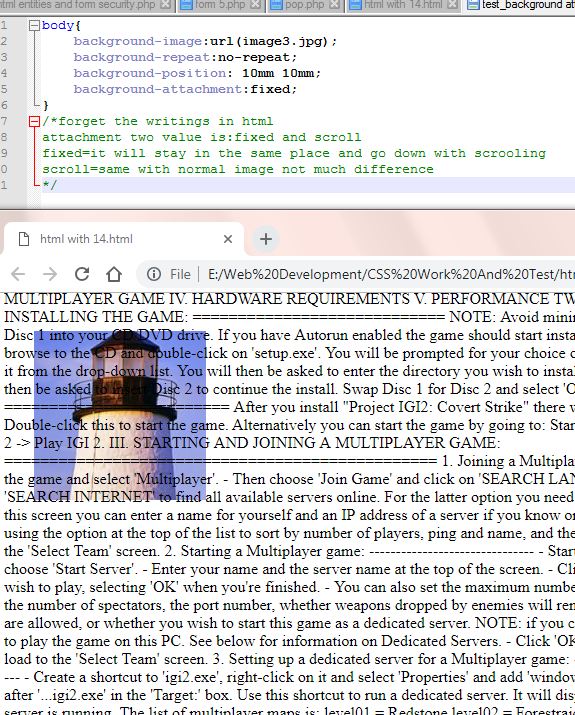 html entities and form security.php form 5.php pop.php html with 14.html test_background at
1 body{
2 background-image:url(image3.jpg);
3 background-repeat:no-repeat;
4 background-position: 10mm 10mm;
5 background-attachment:fixed;
6 }
7 /*forget the writings in html
8 attachment two value is:fixed and scroll
9 fixed=it will stay in the same place and go down with scrooling
0 scroll=same with normal image not much difference
1 */
html with 14.html
File | E:/Web%20Development/CSS%20Work%20And%20Test/htm
MULTIPLAYER GAME IV. HARDWARE REQUIREMENTS V. PERFORMANCE TW
INSTALLING THE GAME: ============================ NOTE: Avoid mini
Disc 1 into your CD/DVD drive. If you have Autorun enabled the game should start insta
browse to the CD and double-click on 'setup.exe'. You will be prompted for your choice o
it from the drop-down list. You will then be asked to enter the directory you wish to instal
then be asked to insert Disc 2 to continue the install. Swap Disc 1 for Disc 2 and select 'O
========================= After you install "Project IGI2: Covert Strike" there w
Double-click this to start the game. Alternatively you can start the game by going to: Star
2 -> Play IGI 2. III. STARTING AND JOINING A MULTIPLAYER GAME:
================================================ 1. Joining a Multipla
the game and select 'Multiplayer'. - Then choose 'Join Game' and click on 'SEARCH LAN
'SEARCH INTERNET' to find all available servers online. For the latter option you need
this screen you can enter a name for yourself and an IP address of a server if you know on
using the option at the top of the list to sort by number of players, ping and name, and the
the 'Select Team' screen. 2. Starting a Multiplayer game: ------------------------------ - Start
choose 'Start Server'. - Enter your name and the server name at the top of the screen. - Cli
wish to play, selecting 'OK' when you're finished. - You can also set the maximum numbe
the number of spectators, the port number, whether weapons dropped by enemies will ren
are allowed, or whether you wish to start this game as a dedicated server. NOTE: if you c
to play the game on this PC. See below for information on Dedicated Servers. - Click 'OK
load to the 'Select Team' screen. 3. Setting up a dedicated server for a Multiplayer game: -
--- - Create a shortcut to 'igi2.exe', right-click on it and select 'Properties' and add 'window
after '...igi2.exe' in the 'Target:' box. Use this shortcut to run a dedicated server. It will dis
server is running. The list of multiplayer maps is: level01 = Redstone level02 = Forestraid